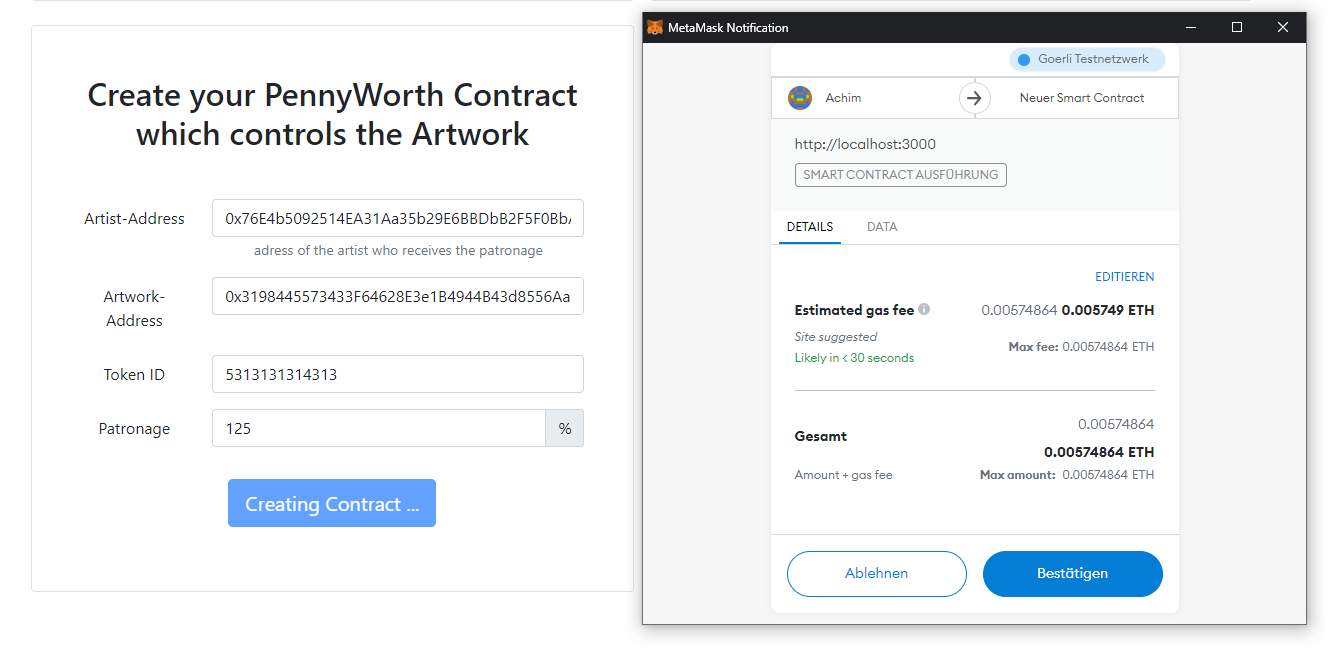 Create your PennyWorth Contract
which controls the Artwork
Artist-Address
0x76E4b5092514EA31Aa35b29E6BBDbB2F5F0Bb
adress of the artist who receives the patronage
Artwork-
Address
0x3198445573433F64628E3e1B4944B43d8556Aa
Token ID
5313131314313
Patronage
125
%
Creating Contract ...
MetaMask Notification
Goerli Testnetzwerk
Achim
Neuer Smart Contract
http://localhost:3000
SMART CONTRACT AUSFÜHRUNG
DETAILS DATA
EDITIEREN
Estimated gas fee
0.00574864 0.005749 ETH
Site suggested
Likely in < 30 seconds
Max fee: 0.00574864 ETH
0.00574864
Gesamt
0.00574864 ETH
Amount + gas fee
Max amount: 0.00574864 ETH
Ablehnen
Bestätigen